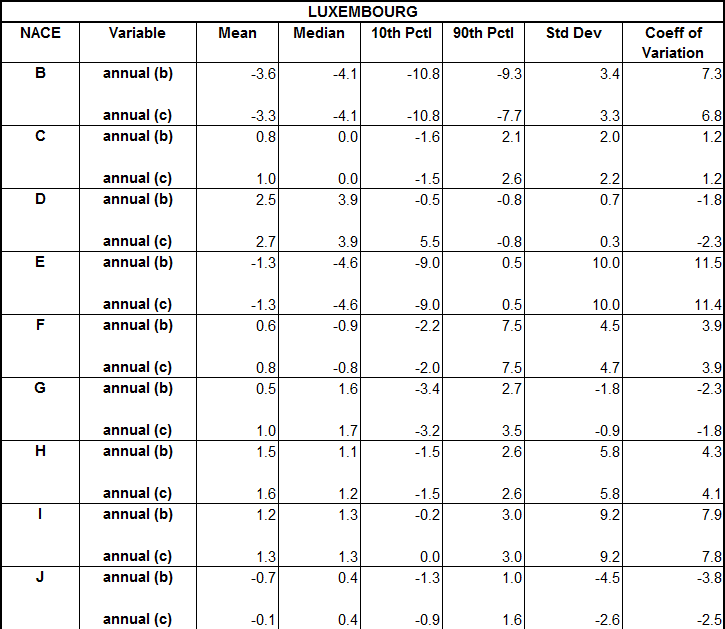 LUXEMBOURG
NACE Variable Mean Median 10th Pctl 90th Pctl Std Dev Coeff of Variation
B annual (b) -3.6 -4.1 -10.8 -9.3 3.4 7.3
annual (c) -3.3 -4.1 -10.8 -7.7 3.3 6.8
C annual (b) 0.8 0.0 -1.6 2.1 2.0 1.2
annual (c) 1.0 0.0 -1.5 2.6 2.2 1.2
D annual (b) 2.5 3.9 -0.5 -0.8 0.7 -1.8
annual (c) 2.7 3.9 5.5 -0.8 0.3 -2.3
E annual (b) -1.3 -4.6 -9.0 0.5 10.0 11.5
annual (c) -1.3 -4.6 -9.0 0.5 10.0 11.4
F annual (b) 0.6 -0.9 -2.2 7.5 4.5 3.9
annual (c) 0.8 -0.8 -2.0 7.5 4.7 3.9
G annual (b) 0.5 1.6 -3.4 2.7 -1.8 -2.3
annual (c) 1.0 1.7 -3.2 3.5 -0.9 -1.8
H annual (b) 1.5 1.1 -1.5 2.6 5.8 4.3
annual (c) 1.6 1.2 -1.5 2.6 5.8 4.1
I annual (b) 1.2 1.3 -0.2 3.0 9.2 7.9
annual (c) 1.3 1.3 0.0 3.0 9.2 7.8
J annual (b) -0.7 0.4 -1.3 1.0 -4.5 -3.8
annual (c) -0.1 0.4 -0.9 1.6 -2.6 -2.5